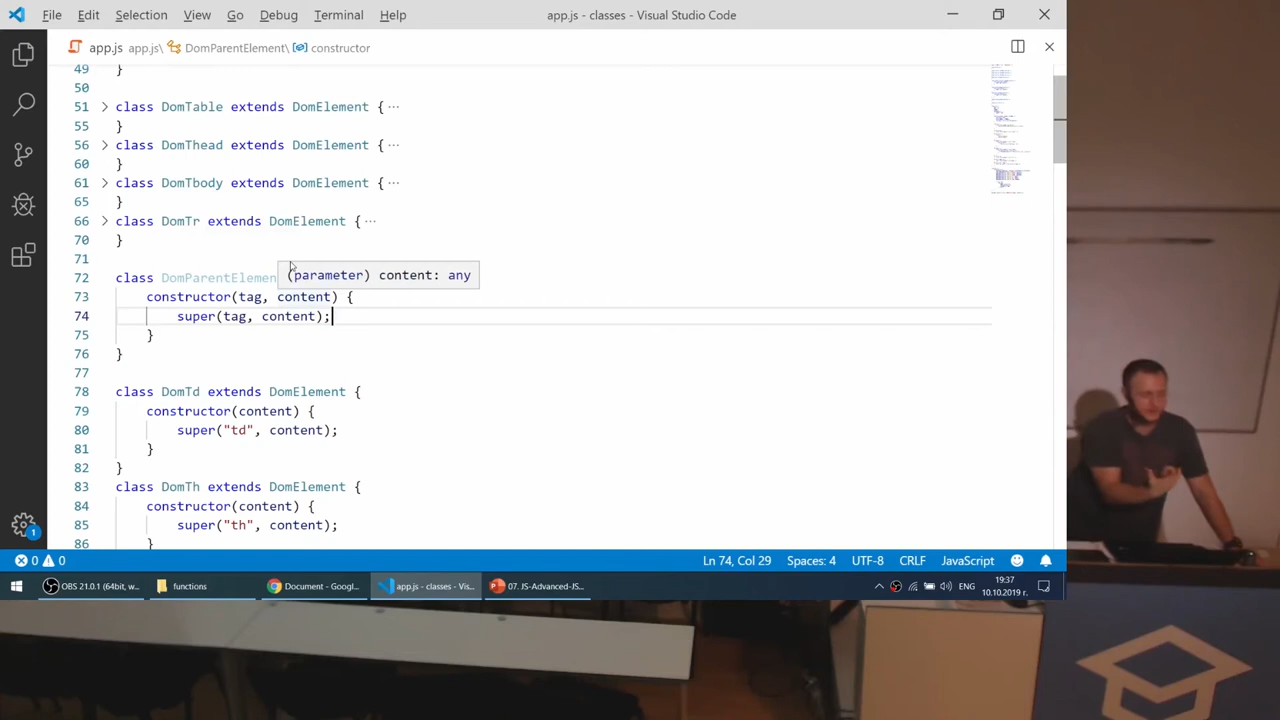 File Edit Selection View Go Debug Terminal Help app.js - classes - Visual Studio Code
app.js app.js\ DomParentElement\ constructor
49 }
50
51 class DomTable extends DomElement { ...
55 }
56 class DomThead extends DomElement { ...
60 }
61 class DomTbody extends DomElement { ...
65 }
66 class DomTr extends DomElement { ...
70 }
71
(parameter) content: any
72 class DomParentElemen
73 constructor(tag, content) {
74 super(tag, content);
75 }
76 }
77
78 class DomTd extends DomElement {
79 constructor(content) {
80 super("td", content);
81 }
82 }
83 class DomTh extends DomElement {
84 constructor(content) {
85 super("th", content);
86 }
0 0 Ln 74, Col 29 Spaces: 4 UTF-8 CRLF JavaScript
1
OBS 21.0.1 (64bit, w... functions Document - Googl... app.js - classes - Vis... 07. JS-Advanced-JS... ENG 19:37
10.10.2019 г.